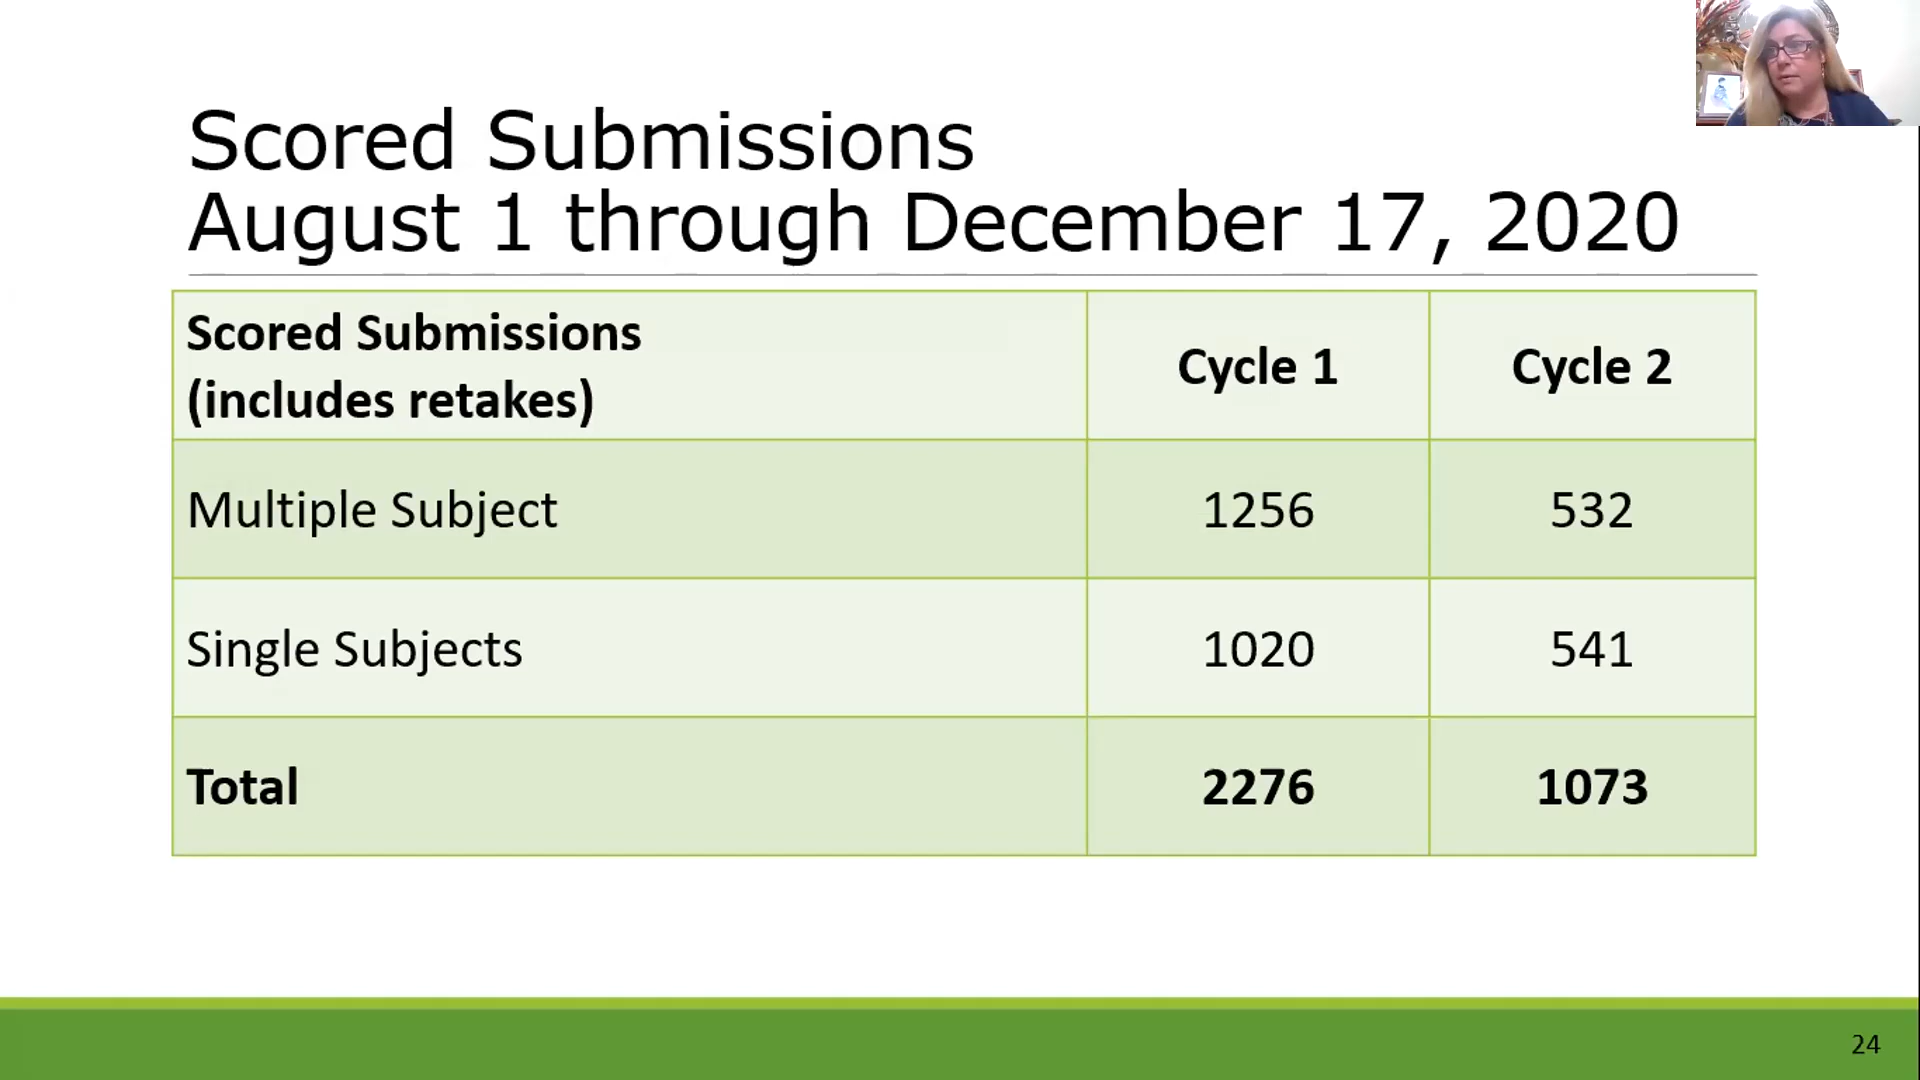 Scored Submissions
August 1 through December 17, 2020
Scored Submissions
(includes retakes)
Cycle 1
Cycle 2
Multiple Subject
1256
532
Single Subjects
1020
541
Total
2276
1073
24